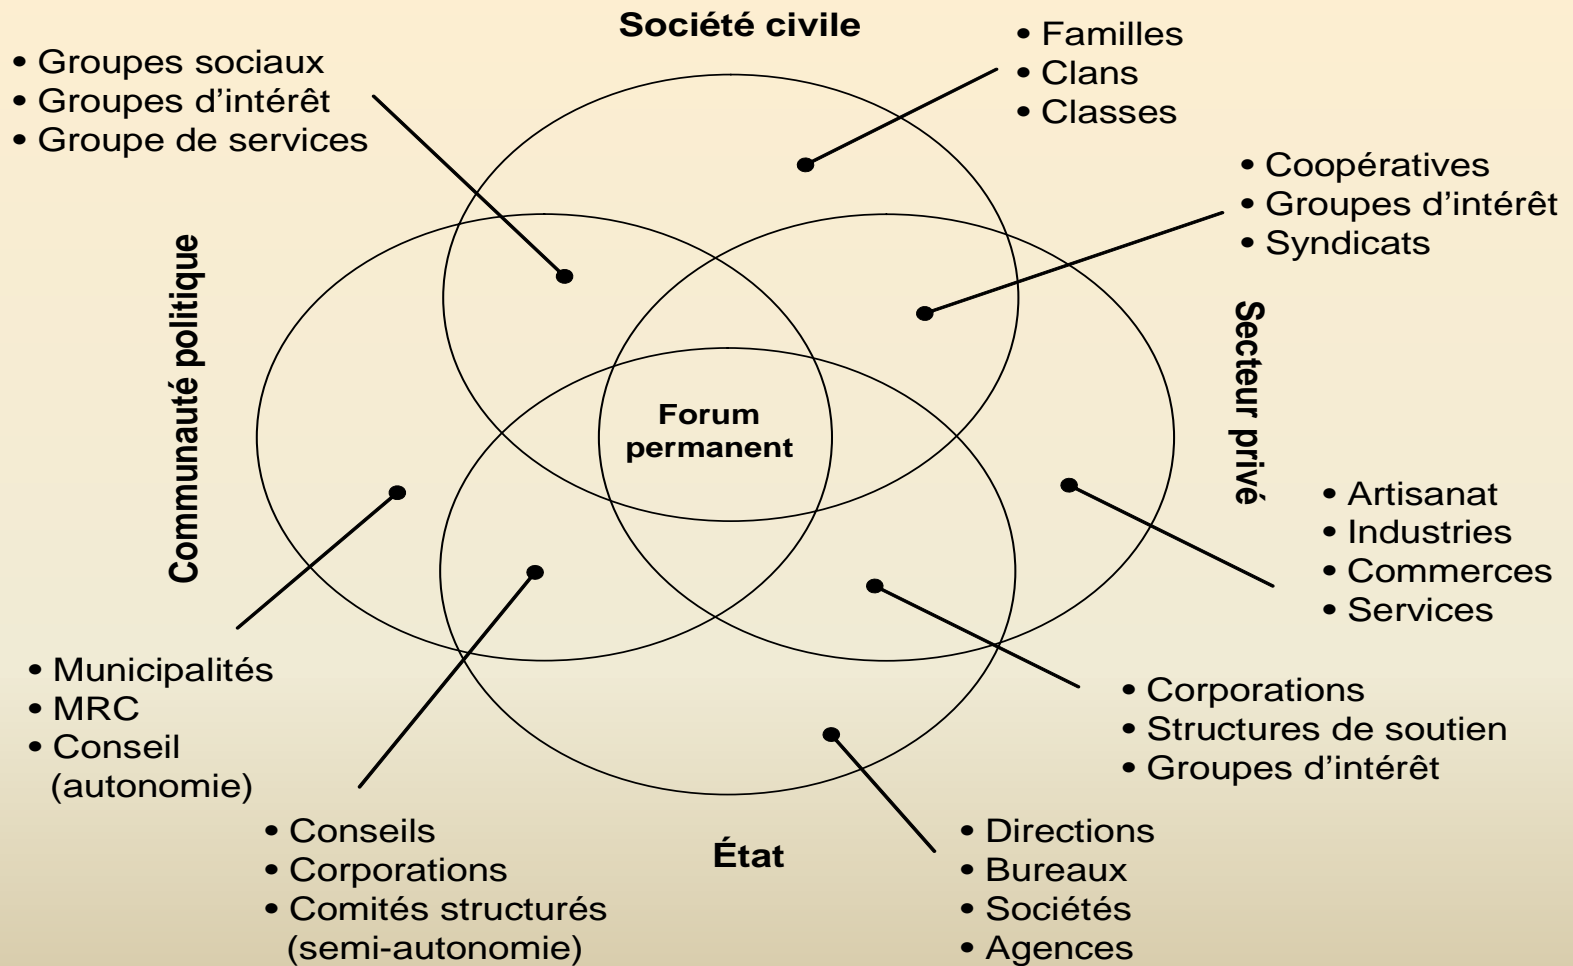 Société civile
• Groupes sociaux
• Groupes d’intérêt
• Groupe de services
• Familles
• Clans
• Classes
• Coopératives
• Groupes d’intérêt
• Syndicats
Communauté politique
Secteur privé
Forum
permanent
• Artisanat
• Industries
• Commerces
• Services
• Municipalités
• MRC
• Conseil
(autonomie)
• Corporations
• Structures de soutien
• Groupes d’intérêt
• Conseils
• Corporations
• Comités structurés
(semi-autonomie)
État
• Directions
• Bureaux
• Sociétés
• Agences